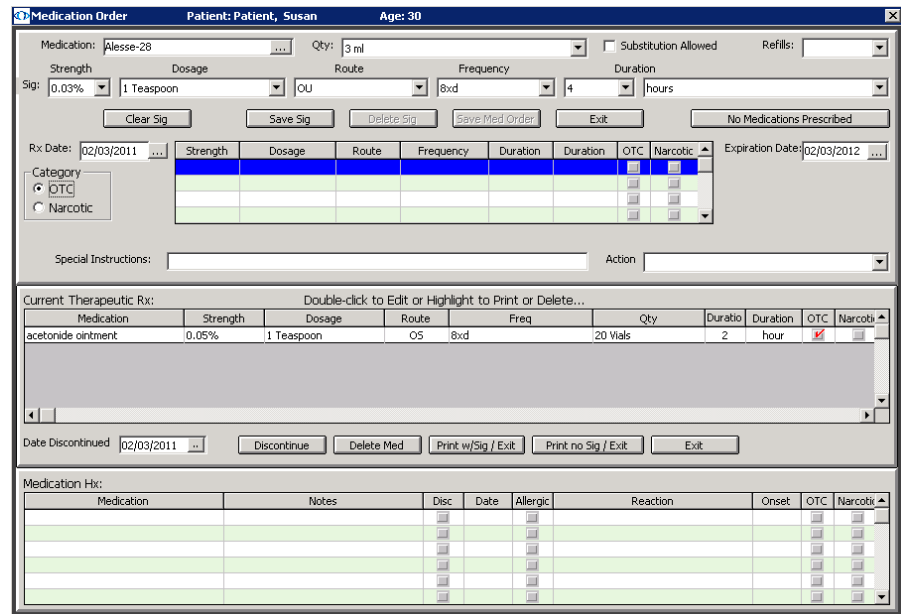 Medication Order Patient: Patient, Susan Age: 30
Medication: Alesse-28 ... Qty: 3 ml Substitution Allowed Refills:
Strength Dosage Route Frequency Duration
Sig: 0.03% 1 Teaspoon OU 8xd 4 hours
Clear Sig Save Sig Delete Sig Save Med Order Exit No Medications Prescribed
Rx Date: 02/03/2011 ... Strength Dosage Route Frequency Duration Duration OTC Narcotic Expiration Date: 02/03/2012 ...
Category
OTC
Narcotic
Special Instructions: Action
Current Therapeutic Rx: Double-click to Edit or Highlight to Print or Delete...
Medication Strength Dosage Route Freq Qty Duratio Duration OTC Narcoti
acetonide ointment 0.05% 1 Teaspoon OS 8xd 20 Vials 2 hour
Date Discontinued 02/03/2011 .. Discontinue Delete Med Print w/Sig / Exit Print no Sig / Exit Exit
Medication Hx:
Medication Notes Disc Date Allergic Reaction Onset OTC Narcotic